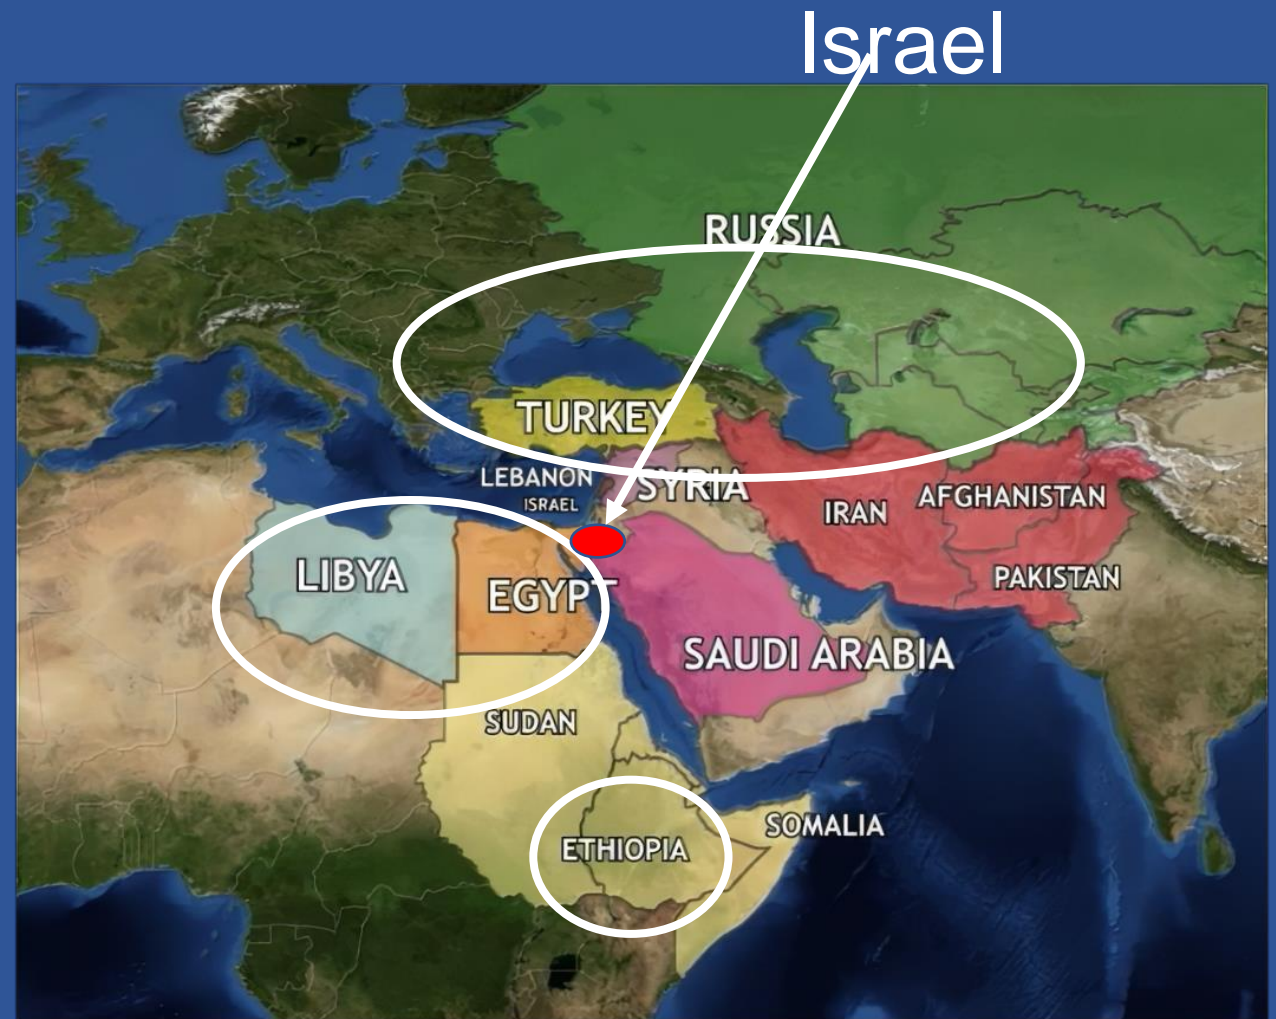 Israel
RUSSIA
TURKEY
LEBANON
SYRIA
ISRAEL
IRAN
AFGHANISTAN
LIBYA
EGYPT
PAKISTAN
SAUDI ARABIA
SUDAN
SOMALIA
ETHIOPIA